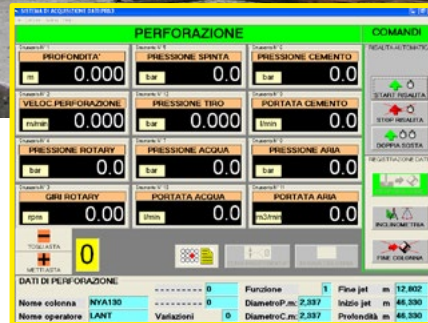 SISTEMA DI ACQUISIZIONE DATI
PERFORAZIONE
COMANDI
PROFONDITA'
m 0.000
PRESSIONE SPINTA
bar 0.0
PRESSIONE CEMENTO
bar 0.0
VELOC.PERFORAZIONE
m/min 0.000
PRESSIONE TIRO
bar 0.000
PORTATA CEMENTO
l/min 0.0
PRESSIONE ROTARY
bar 0.0
PRESSIONE ACQUA
bar 0.0
PRESSIONE ARIA
bar 0.0
GIRI ROTARY
rpm 0.00
PORTATA ACQUA
l/min 0.0
PORTATA ARIA
m3/min 0.0
RISALITA AUTOMATIC
START RISALITA
STOP RISALITA
DOPPIA SOSTA
REGISTRAZIONE DATI
INCLINOMETRIA
FINE COLONNA
TOGLI ASTA
METTI ASTA
0
DATI DI PERFORAZIONE
-------- 0
Funzione 1
Fine jet m 12,802
Nome colonna NYA130
-------- 0
DiametroP.m: 2,337
Inizio jet m 46,330
Nome operatore LANT
Variazioni 0
DiametroC.m: 2,337
Profondità m 46,330